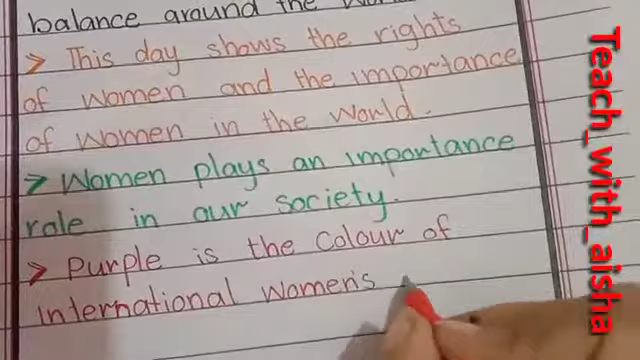 balance around the
> This day shows the rights
of women and the importance
of women in the world.
> Women plays an importance
role in our society.
> Purple is the colour of
International women's
Teach_with_aisha